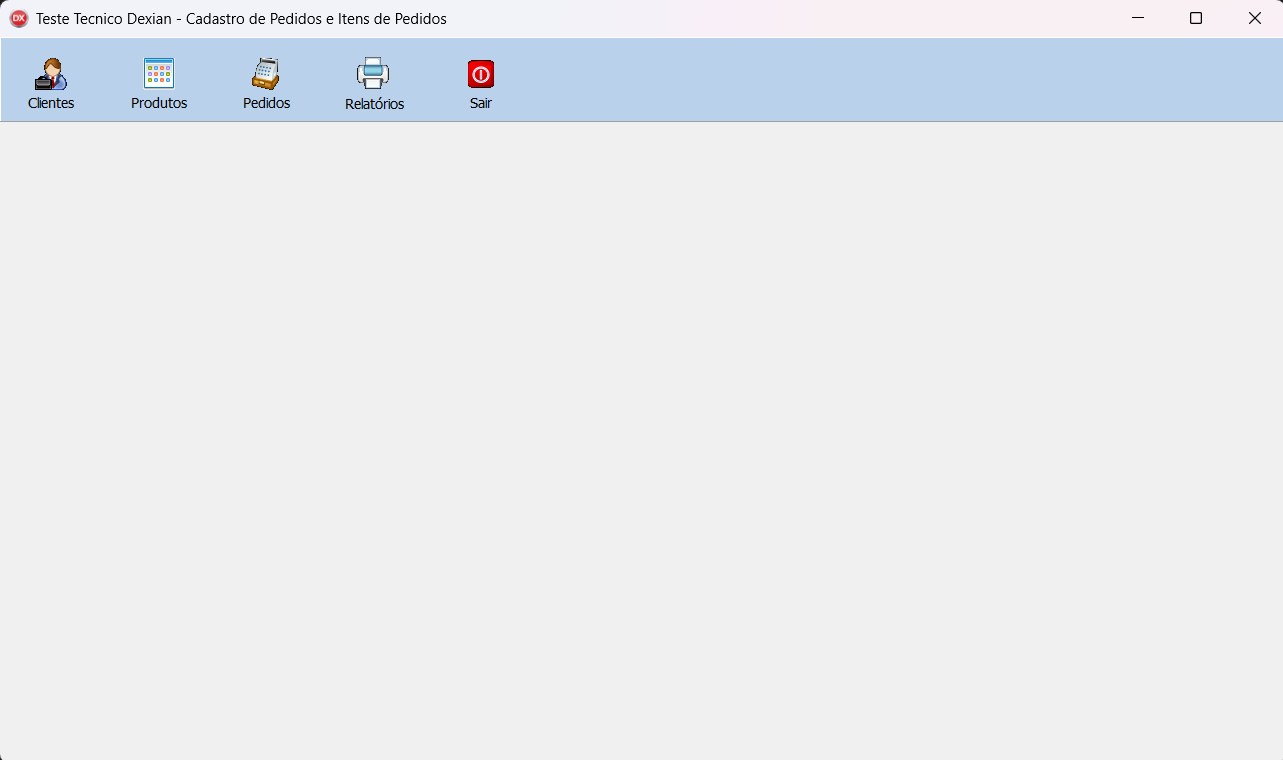 DX Teste Tecnico Dexian - Cadastro de Pedidos e Itens de Pedidos
Clientes Produtos Pedidos Relatórios Sair